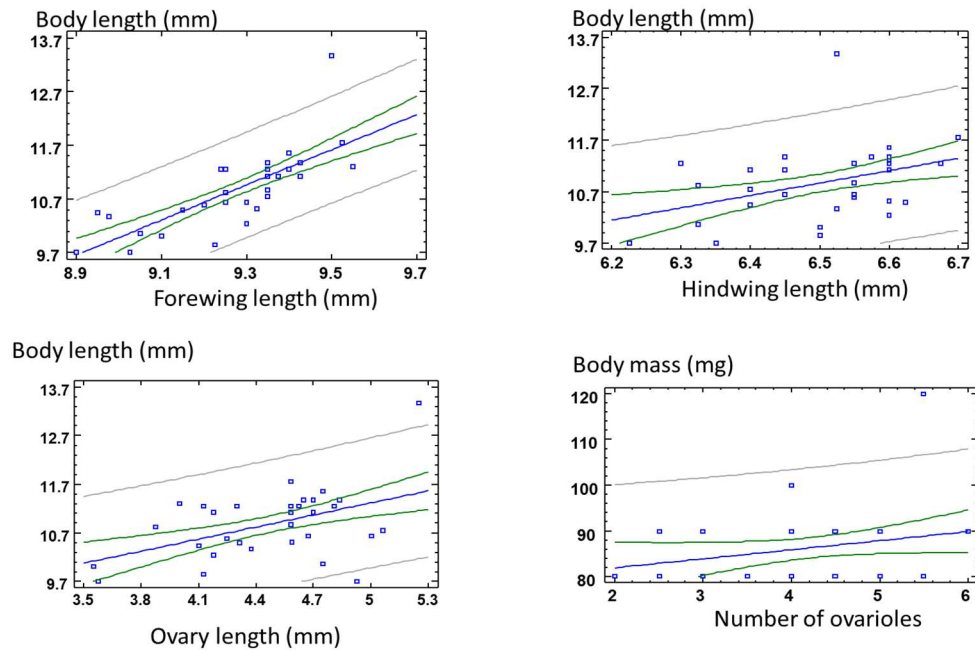 Body length (mm)
13.7
12.7
11.7
10.7
9.7
8.9 9.1 9.3 9.5 9.7
Forewing length (mm)
Body length (mm)
13.7
12.7
11.7
10.7
9.7
6.2 6.3 6.4 6.5 6.6 6.7
Hindwing length (mm)
Body length (mm)
13.7
12.7
11.7
10.7
9.7
3.5 3.8 4.1 4.4 4.7 5 5.3
Ovary length (mm)
Body mass (mg)
120
110
100
90
80
2 3 4 5 6
Number of ovarioles